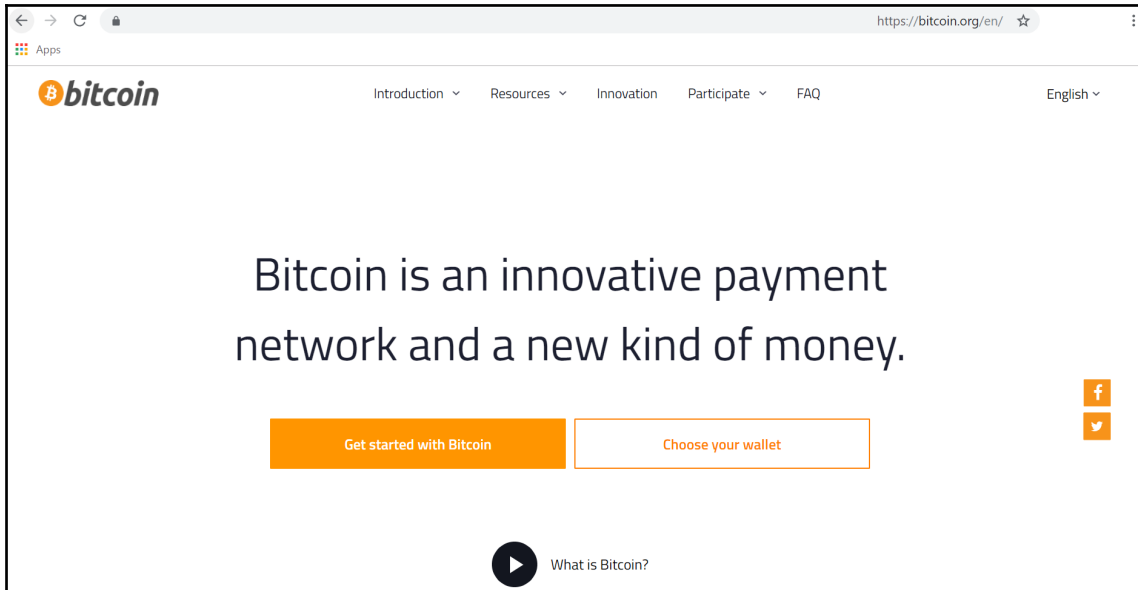 https://bitcoin.org/en/
Apps
bitcoin
Introduction Resources Innovation Participate FAQ
English
Bitcoin is an innovative payment
network and a new kind of money.
Get started with Bitcoin Choose your wallet
What is Bitcoin?